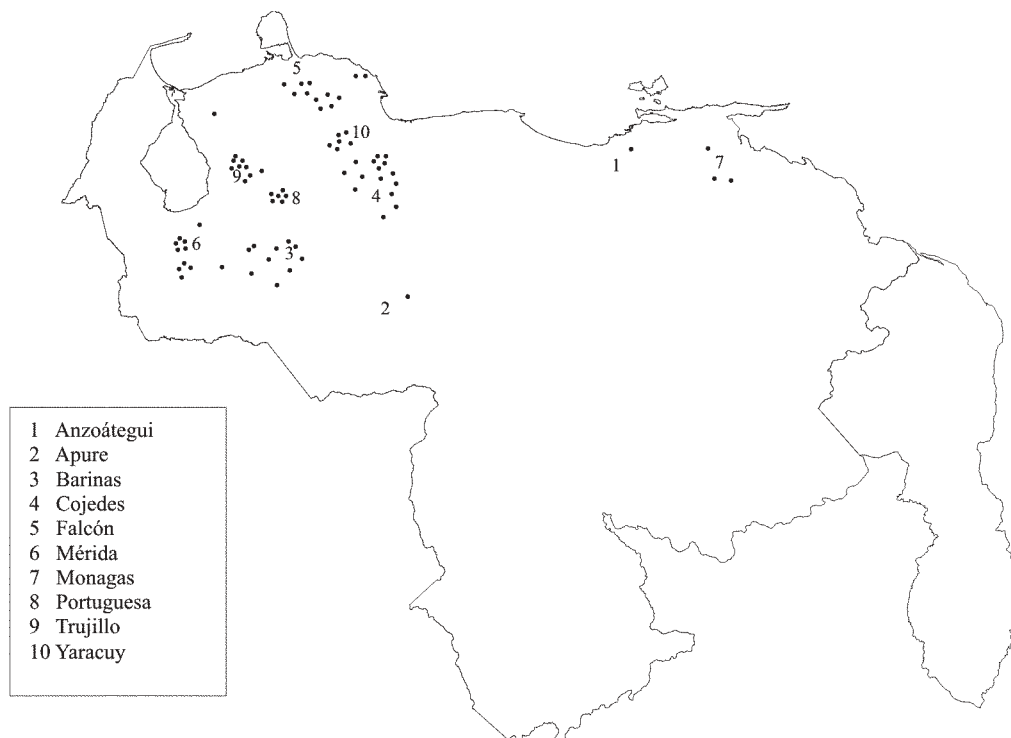 5
10
1
7
9
4
8
6
3
2
1 Anzoátegui
2 Apure
3 Barinas
4 Cojedes
5 Falcón
6 Mérida
7 Monagas
8 Portuguesa
9 Trujillo
10 Yaracuy